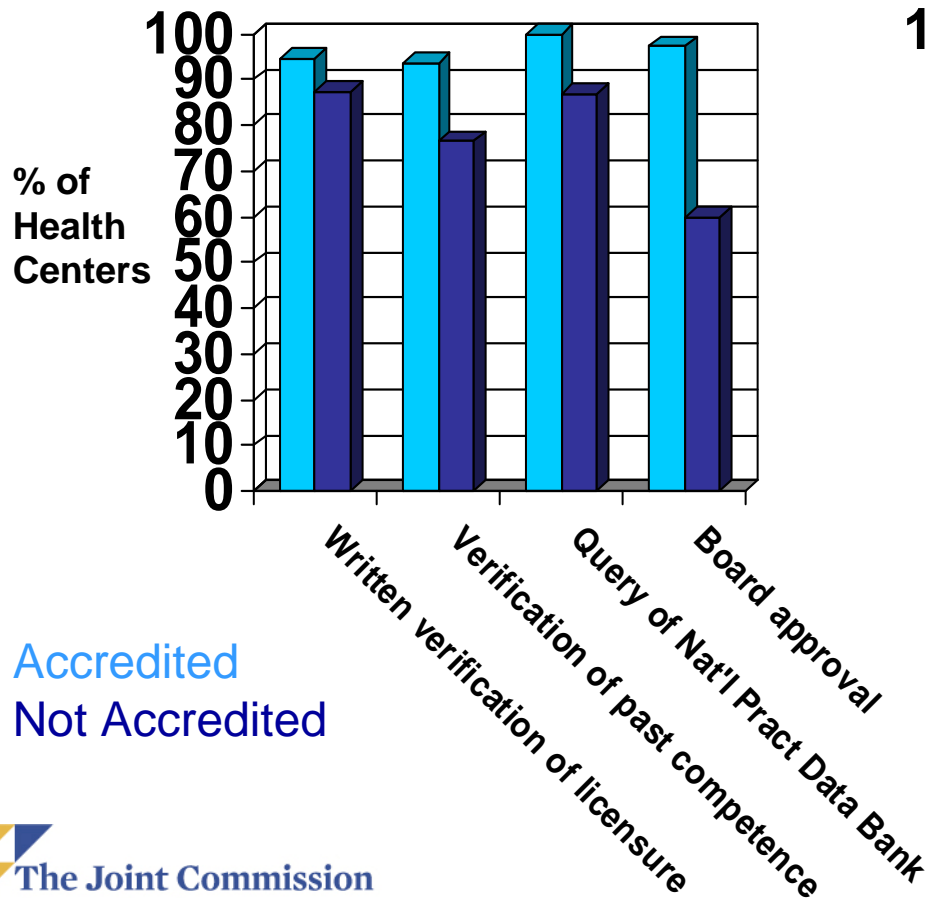 100
90
80
70
60
50
40
30
20
10
0
1
% of
Health
Centers
Written verification of licensure
Verification of past competence
Query of Nat'l Pract Data Bank
Board approval
Accredited
Not Accredited
The Joint Commission